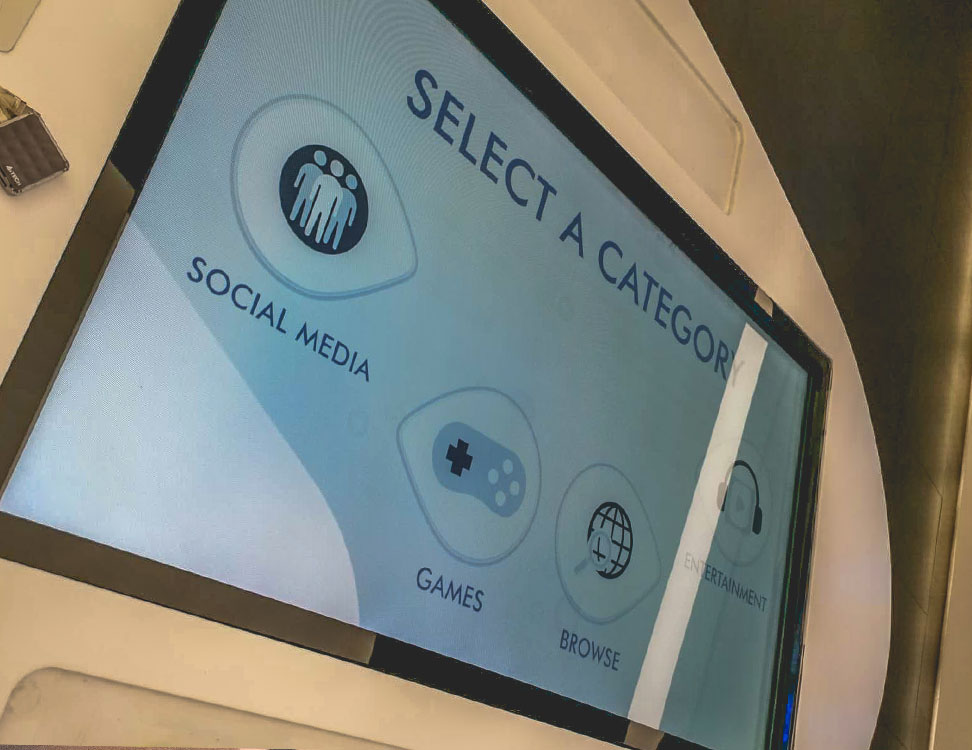 SELECT A CATEGORY
SOCIAL MEDIA
GAMES
BROWSE
ENTERTAINMENT